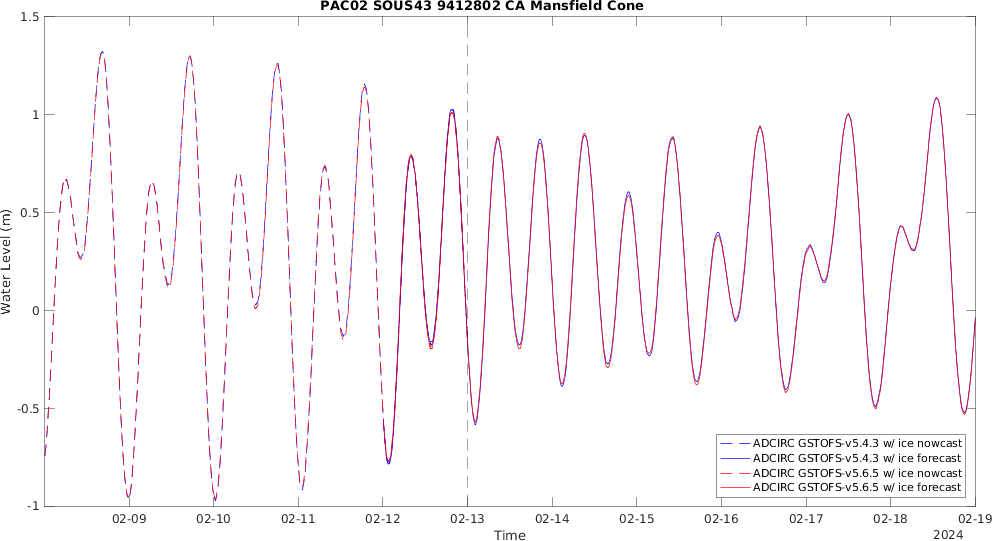 PAC02 SOUS43 9412802 CA Mansfield Cone
1.5
1
0.5
0
-0.5
-1
Water Level (m)
ADCIRC GSTOFS-v5.4.3 w/ ice nowcast
ADCIRC GSTOFS-v5.4.3 w/ ice forecast
ADCIRC GSTOFS-v5.6.5 w/ ice nowcast
ADCIRC GSTOFS-v5.6.5 w/ ice forecast
02-09 02-10 02-11 02-12 02-13 02-14 02-15 02-16 02-17 02-18 02-19
Time
2024